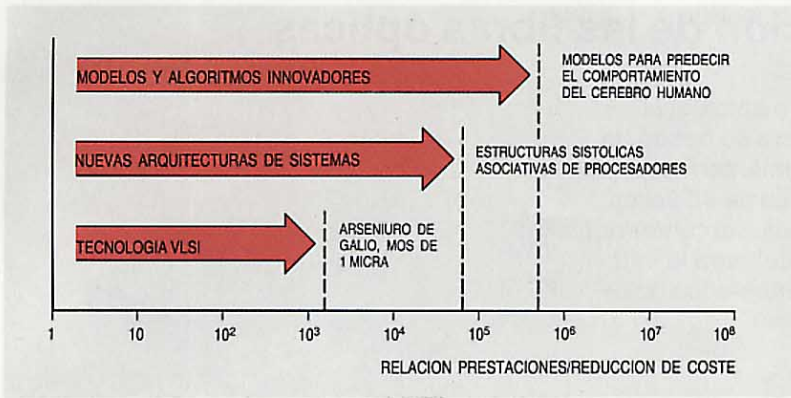 MODELOS Y ALGORITMOS INNOVADORES
MODELOS PARA PREDECIR
EL COMPORTAMIENTO
DEL CEREBRO HUMANO
NUEVAS ARQUITECTURAS DE SISTEMAS
ESTRUCTURAS SISTOLICAS
ASOCIATIVAS DE PROCESADORES
TECNOLOGIA VLSI
ARSENIURO DE
GALIO, MOS DE
1 MICRA
1 10 10² 10³ 10⁴ 10⁵ 10⁶ 10⁷ 10⁸
RELACION PRESTACIONES/REDUCCION DE COSTE